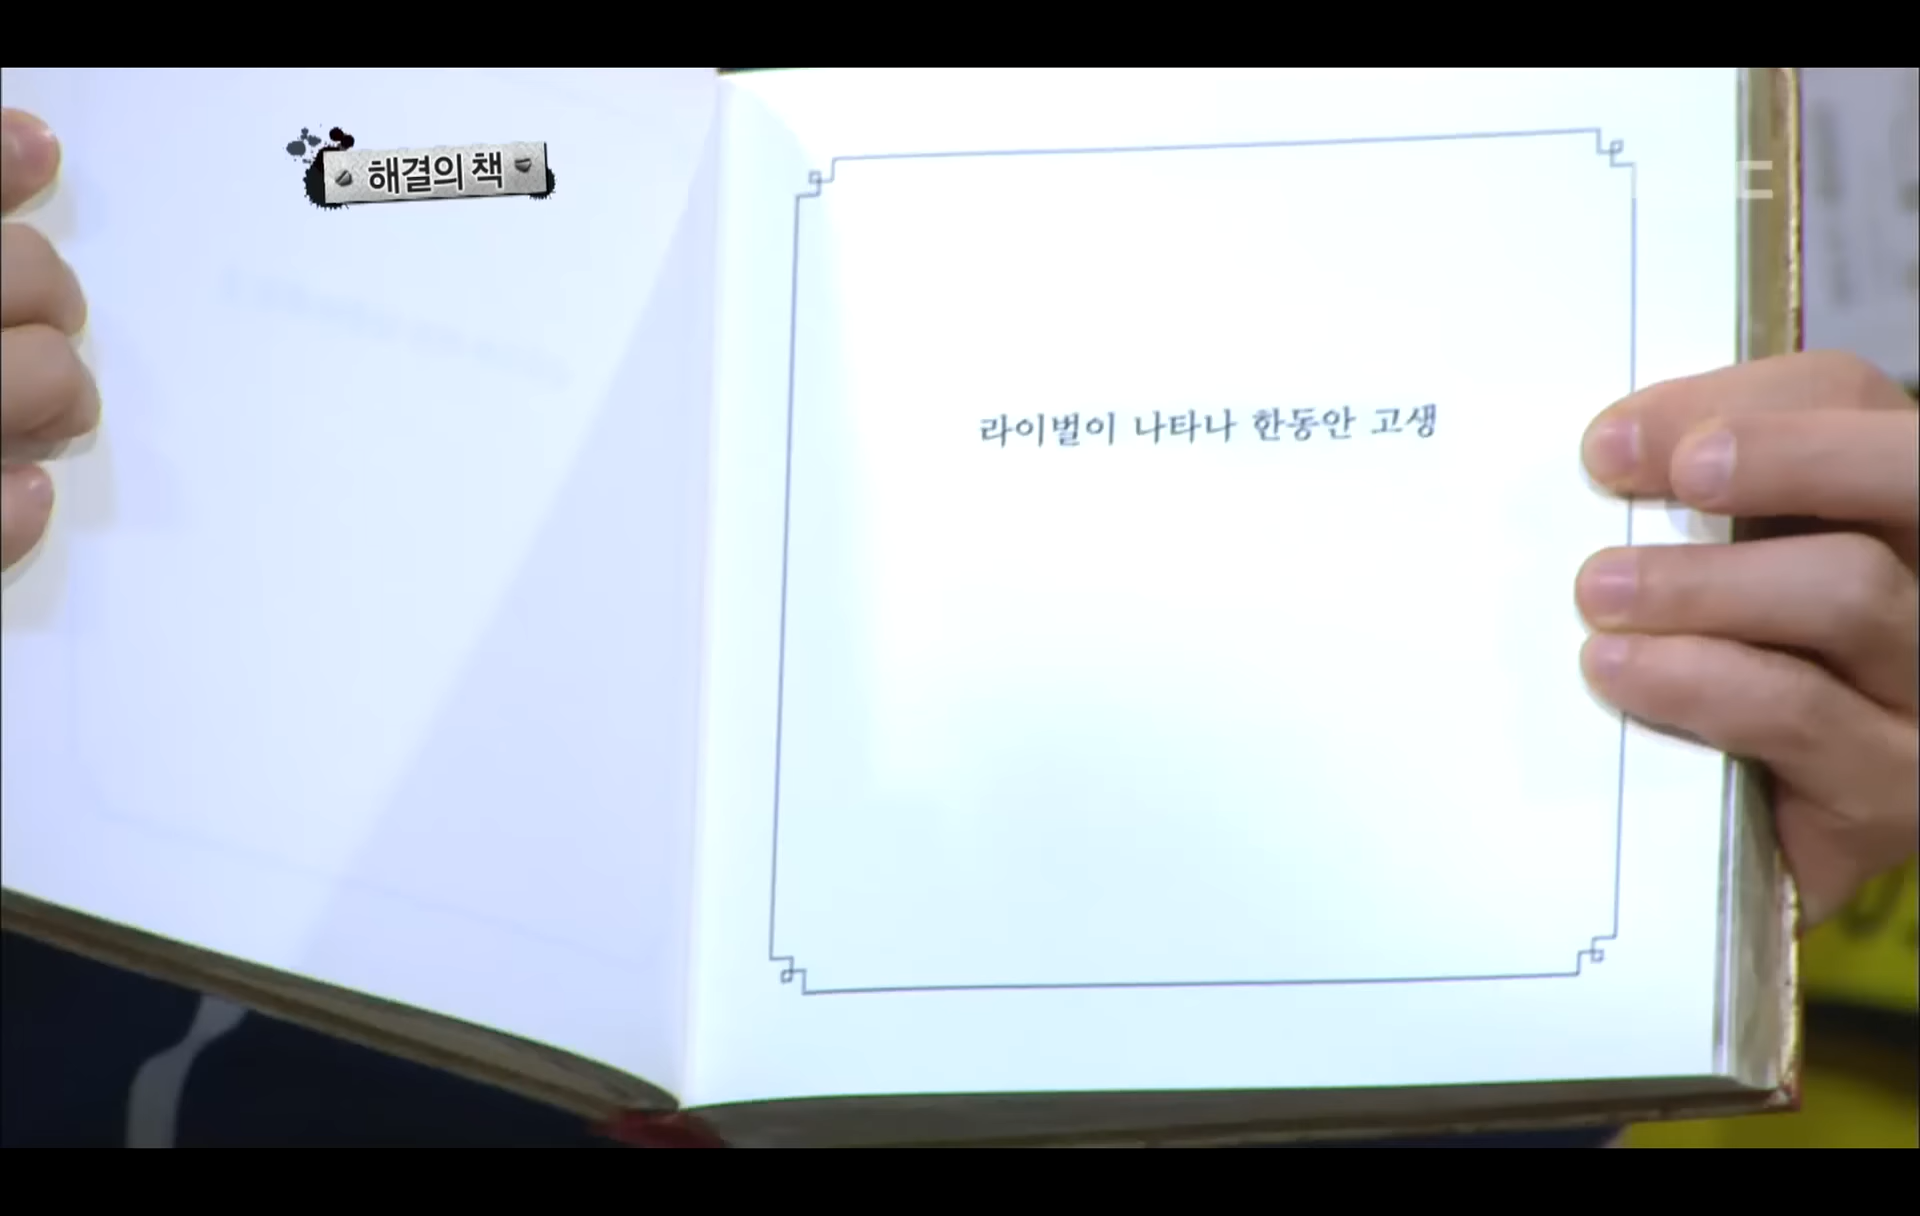 해결의 책
라이벌이 나타나 한동안 고생